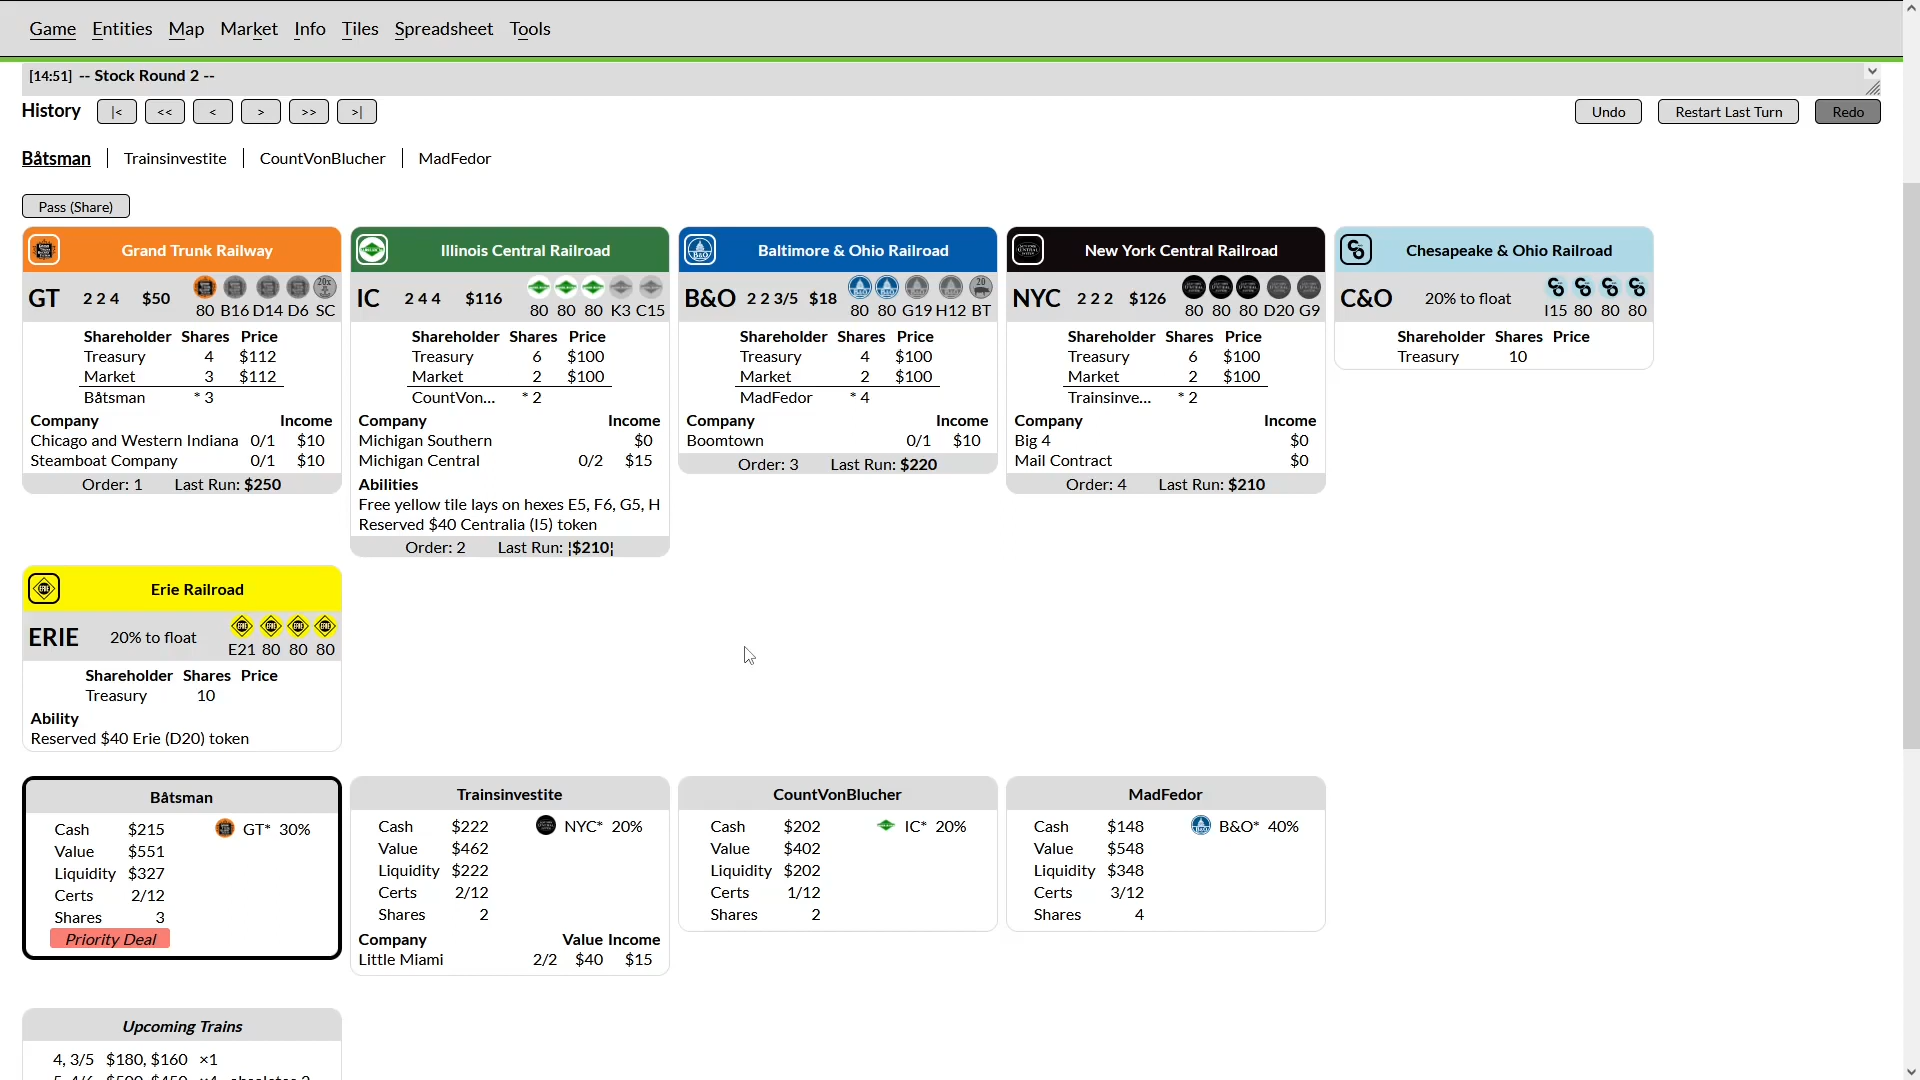 Game Entities Map Market Info Tiles Spreadsheet Tools
[14:51] -- Stock Round 2 --
History |< << < > >> >| Undo Restart Last Turn Redo
Båtsman Trainsinvestite CountVonBlucher MadFedor
Pass (Share)
Grand Trunk Railway
GT 2 2 4 $50 20x
80 B16 D14 D6 SC
Shareholder Shares Price
Treasury 4 $112
Market 3 $112
Båtsman * 3
Company Income
Chicago and Western Indiana 0/1 $10
Steamboat Company 0/1 $10
Order: 1 Last Run: $250
Illinois Central Railroad
IC 2 4 4 $116
80 80 80 K3 C15
Shareholder Shares Price
Treasury 6 $100
Market 2 $100
CountVon... * 2
Company Income
Michigan Southern $0
Michigan Central 0/2 $15
Abilities
Free yellow tile lays on hexes E5, F6, G5, H
Reserved $40 Centralia (I5) token
Order: 2 Last Run: ¦$210¦
Baltimore & Ohio Railroad
B&O 2 2 3/5 $18 20
80 80 G19 H12 BT
Shareholder Shares Price
Treasury 4 $100
Market 2 $100
MadFedor * 4
Company Income
Boomtown 0/1 $10
Order: 3 Last Run: $220
New York Central Railroad
NYC 2 2 2 $126
80 80 80 D20 G9
Shareholder Shares Price
Treasury 6 $100
Market 2 $100
Trainsinve... * 2
Company Income
Big 4 $0
Mail Contract $0
Order: 4 Last Run: $210
Chesapeake & Ohio Railroad
C&O 20% to float
I15 80 80 80
Shareholder Shares Price
Treasury 10
Erie Railroad
ERIE 20% to float
E21 80 80 80
Shareholder Shares Price
Treasury 10
Ability
Reserved $40 Erie (D20) token
Båtsman
Cash $215 GT* 30%
Value $551
Liquidity $327
Certs 2/12
Shares 3
Priority Deal
Trainsinvestite
Cash $222 NYC* 20%
Value $462
Liquidity $222
Certs 2/12
Shares 2
Company Value Income
Little Miami 2/2 $40 $15
CountVonBlucher
Cash $202 IC* 20%
Value $402
Liquidity $202
Certs 1/12
Shares 2
MadFedor
Cash $148 B&O* 40%
Value $548
Liquidity $348
Certs 3/12
Shares 4
Upcoming Trains
4, 3/5 $180, $160 ×1